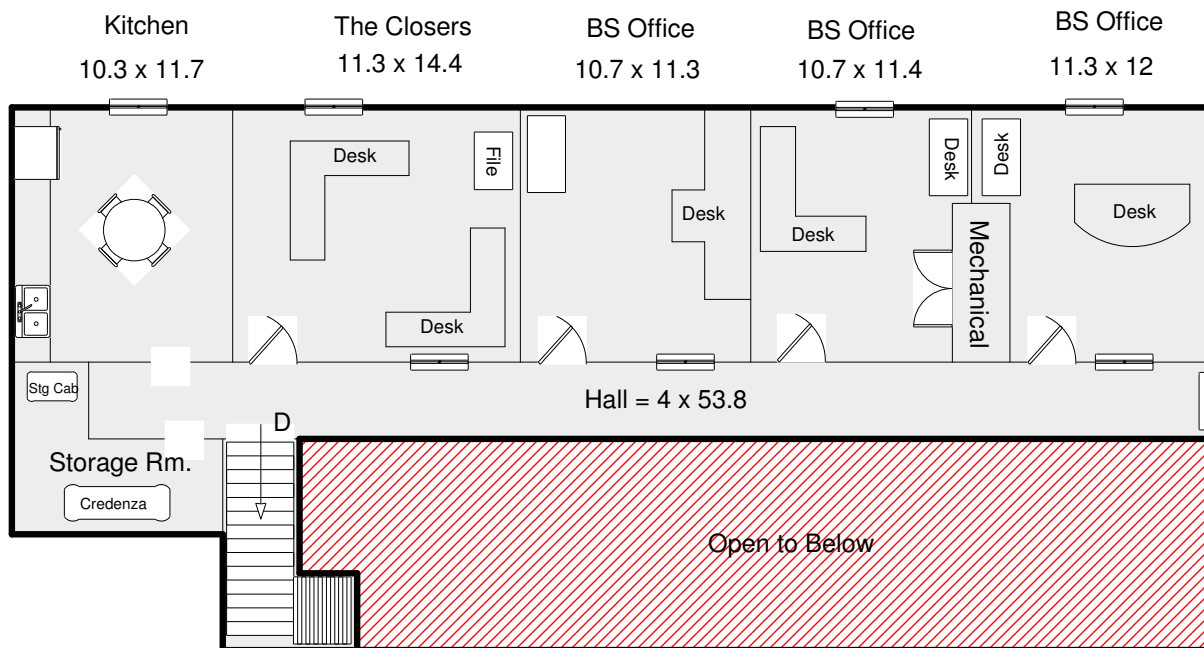 Kitchen
10.3 x 11.7
The Closers
11.3 x 14.4
BS Office
10.7 x 11.3
BS Office
10.7 x 11.4
BS Office
11.3 x 12
Desk
File
Desk
Desk
Desk
Desk
Mechanical
Desk
Desk
Stg Cab
Hall = 4 x 53.8
D
Storage Rm.
Credenza
Open to Below